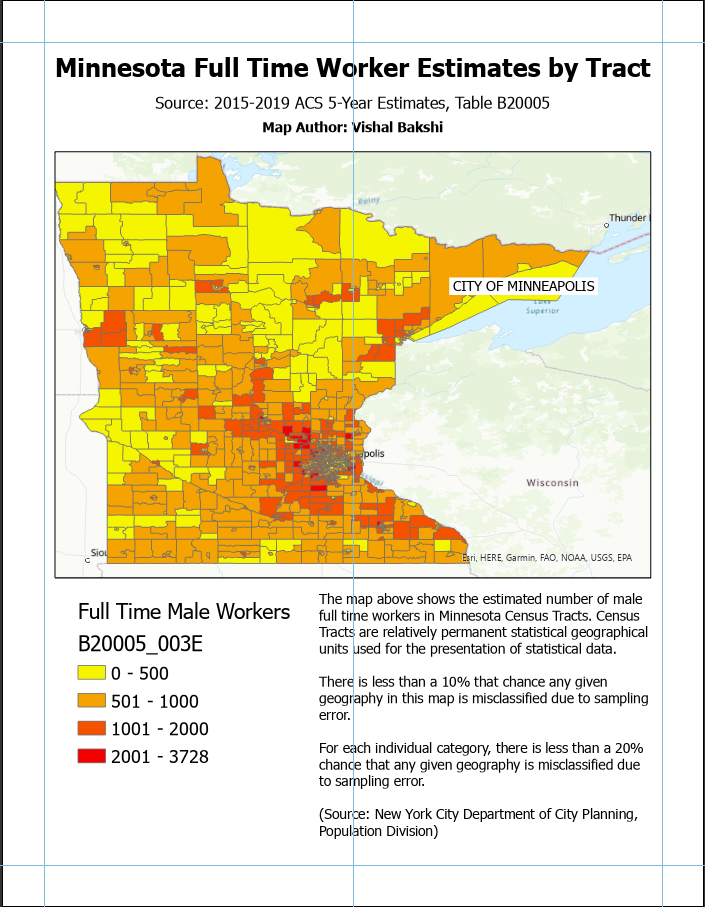 Minnesota Full Time Worker Estimates by Tract
Source: 2015-2019 ACS 5-Year Estimates, Table B20005
Map Author: Vishal Bakshi
Rainy
Thunder
CITY OF MINNEAPOLIS
Lake
Superior
polis
Wisconsin
Siou
Esri, HERE, Garmin, FAO, NOAA, USGS, EPA
Full Time Male Workers
B20005_003E
0 - 500
501 - 1000
1001 - 2000
2001 - 3728
The map above shows the estimated number of male
full time workers in Minnesota Census Tracts. Census
Tracts are relatively permanent statistical geographical
units used for the presentation of statistical data.
There is less than a 10% that chance any given
geography in this map is misclassified due to sampling
error.
For each individual category, there is less than a 20%
chance that any given geography is misclassified due
to sampling error.
(Source: New York City Department of City Planning,
Population Division)